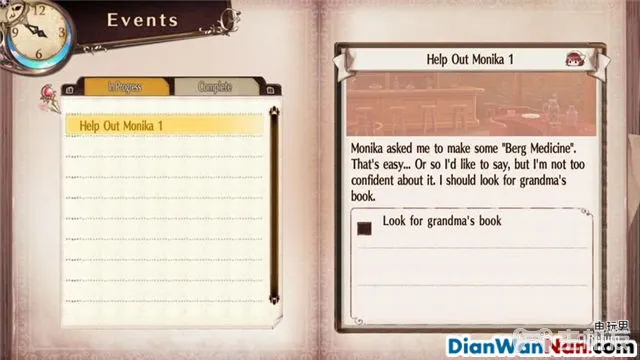 Events
In Progress
Complete
Help Out Monika 1
Help Out Monika 1
Monika asked me to make some "Berg Medicine".
That's easy... Or so I'd like to say, but I'm not too
confident about it. I should look for grandma's
book.
Look for grandma's book
电玩男
DianWanNan.com